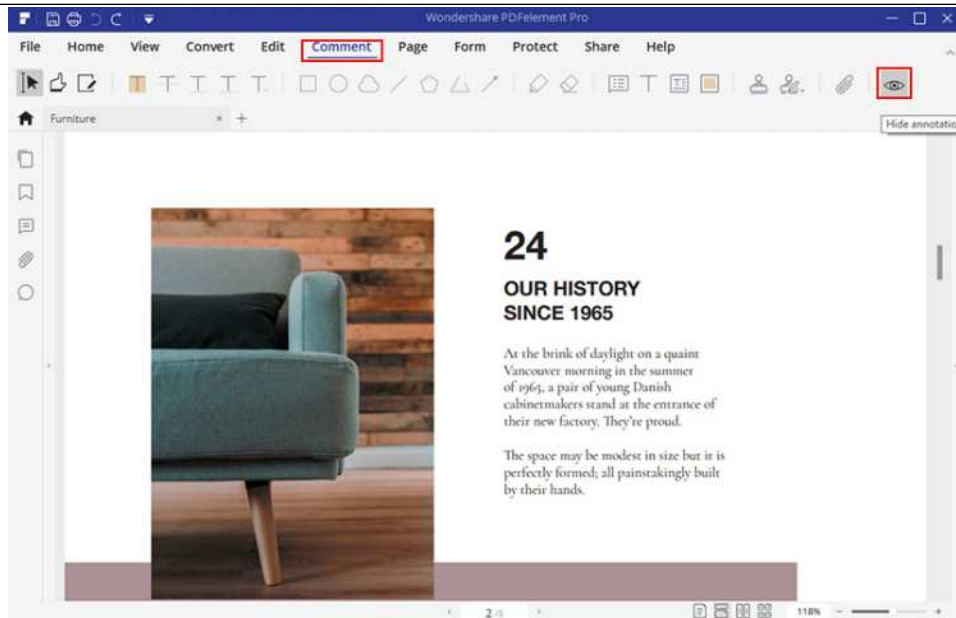 Wondershare PDFelement Pro
File Home View Convert Edit Comment Page Form Protect Share Help
Furniture × +
Hide annotatio
24
OUR HISTORY
SINCE 1965
At the brink of daylight on a quaint
Vancouver morning in the summer
of 1965, a pair of young Danish
cabinetmakers stand at the entrance of
their new factory. They're proud.
The space may be modest in size but it is
perfectly formed; all painstakingly built
by their hands.
2 /6
118% - +